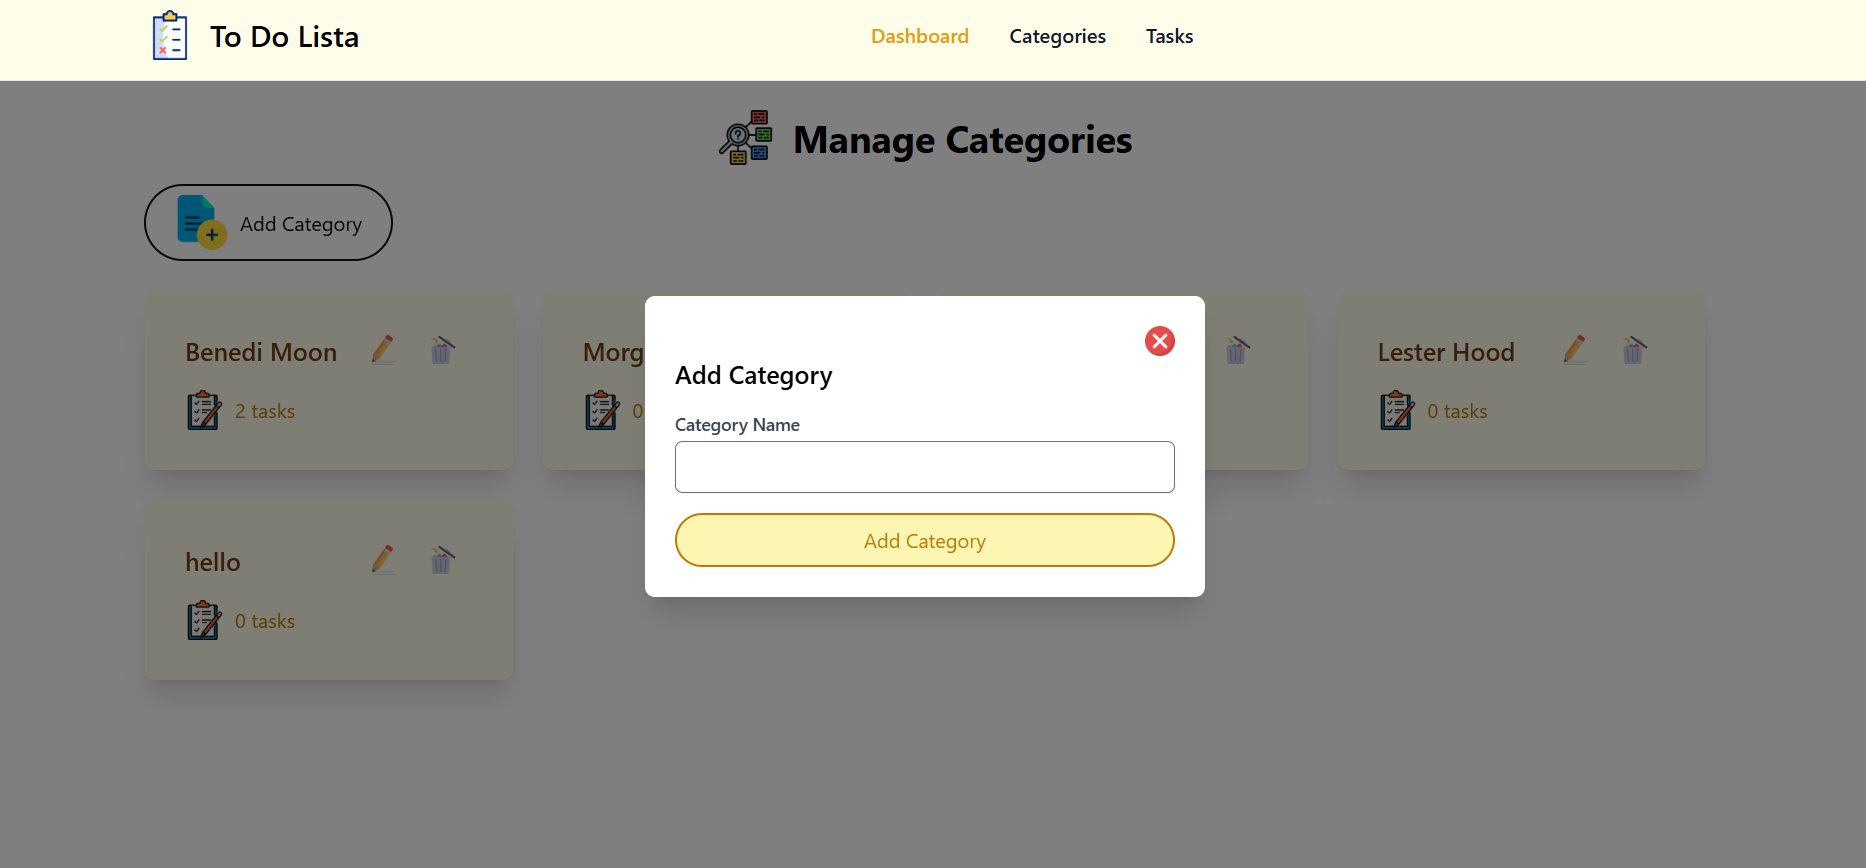 To Do Lista
Dashboard Categories Tasks
Manage Categories
Add Category
Benedi Moon
2 tasks
Morg
0
Lester Hood
0 tasks
hello
0 tasks
Add Category
Category Name
Add Category